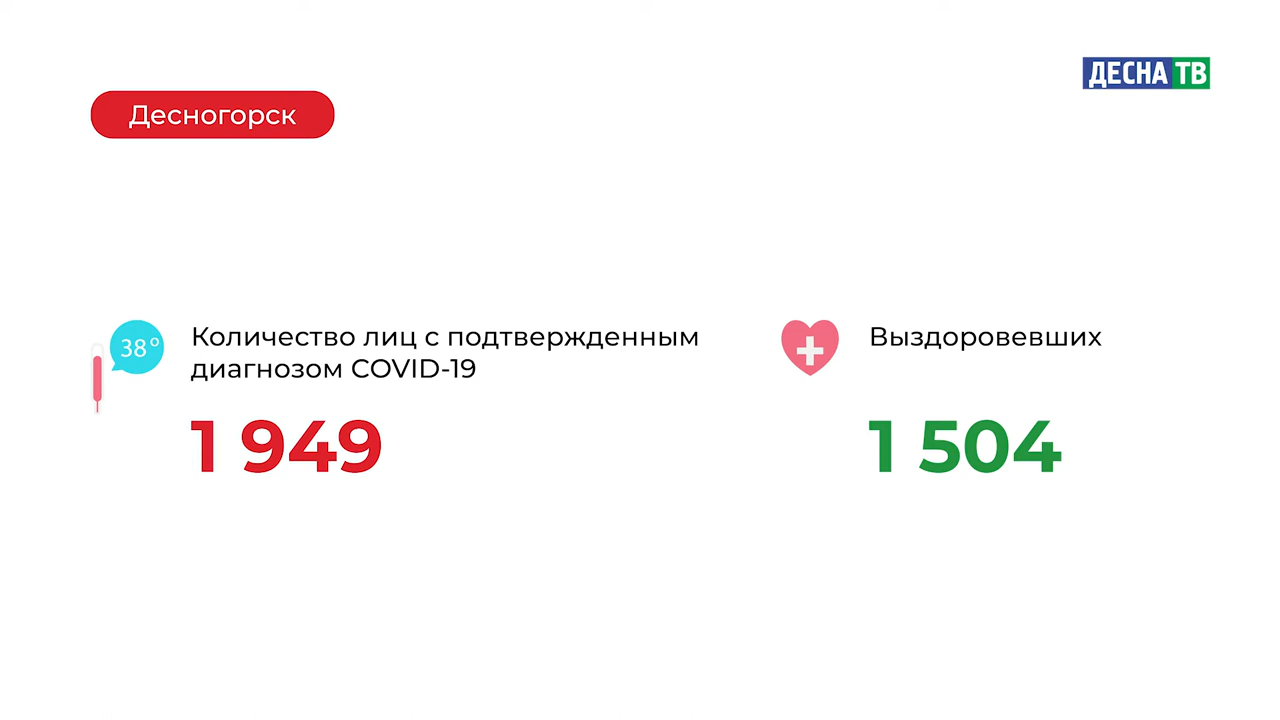 ДЕСНА ТВ
Десногорск
38°
Количество лиц с подтвержденным
диагнозом COVID-19
1 949
Выздоровевших
1 504